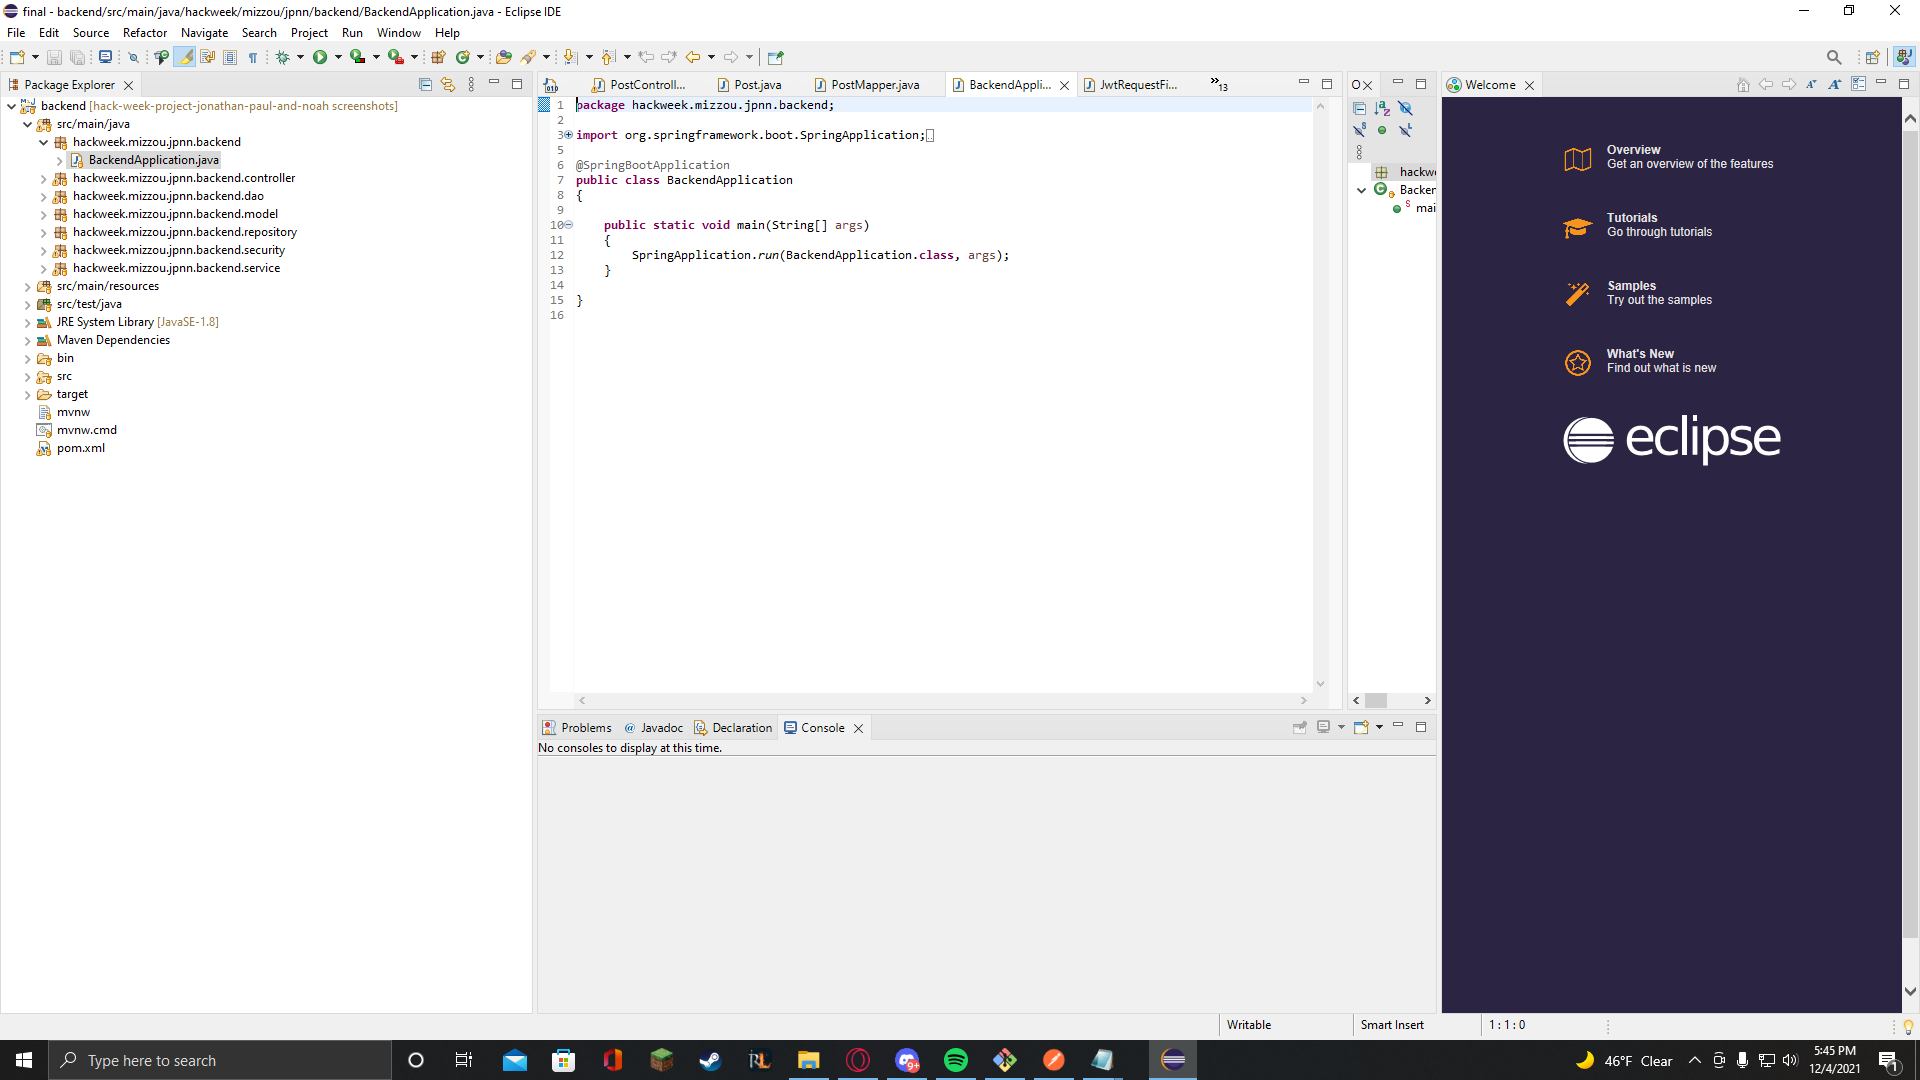 final - backend/src/main/java/hackweek/mizzou/jpnn/backend/BackendApplication.java - Eclipse IDE
File Edit Source Refactor Navigate Search Project Run Window Help
Package Explorer
backend [hack-week-project-jonathan-paul-and-noah screenshots]
src/main/java
hackweek.mizzou.jpnn.backend
BackendApplication.java
hackweek.mizzou.jpnn.backend.controller
hackweek.mizzou.jpnn.backend.dao
hackweek.mizzou.jpnn.backend.model
hackweek.mizzou.jpnn.backend.repository
hackweek.mizzou.jpnn.backend.security
hackweek.mizzou.jpnn.backend.service
src/main/resources
src/test/java
JRE System Library [JavaSE-1.8]
Maven Dependencies
bin
src
target
mvnw
mvnw.cmd
pom.xml
PostControll... Post.java PostMapper.java BackendAppli... JwtRequestFi... »13
1 package hackweek.mizzou.jpnn.backend;
2
3 import org.springframework.boot.SpringApplication;
5
6 @SpringBootApplication
7 public class BackendApplication
8 {
9
10 public static void main(String[] args)
11 {
12 SpringApplication.run(BackendApplication.class, args);
13 }
14
15 }
16
O
hackwe
Backen
mai
Problems Javadoc Declaration Console
No consoles to display at this time.
Welcome
Overview
Get an overview of the features
Tutorials
Go through tutorials
Samples
Try out the samples
What's New
Find out what is new
eclipse
Writable Smart Insert 1 : 1 : 0
Type here to search
9+
46°F Clear
5:45 PM
12/4/2021
1